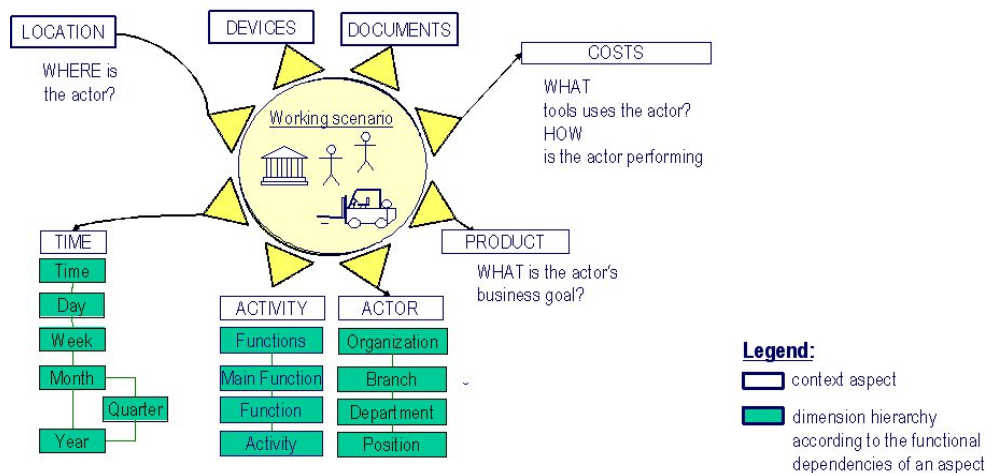 LOCATION
DEVICES
DOCUMENTS
COSTS
WHERE is
the actor?
WHAT
tools uses the actor?
HOW
is the actor performing
Working scenario
TIME
Time
Day
Week
Month
Quarter
Year
ACTIVITY
Functions
Main Function
Function
Activity
ACTOR
Organization
Branch
Department
Position
PRODUCT
WHAT is the actor's
business goal?
Legend:
context aspect
dimension hierarchy
according to the functional
dependencies of an aspect